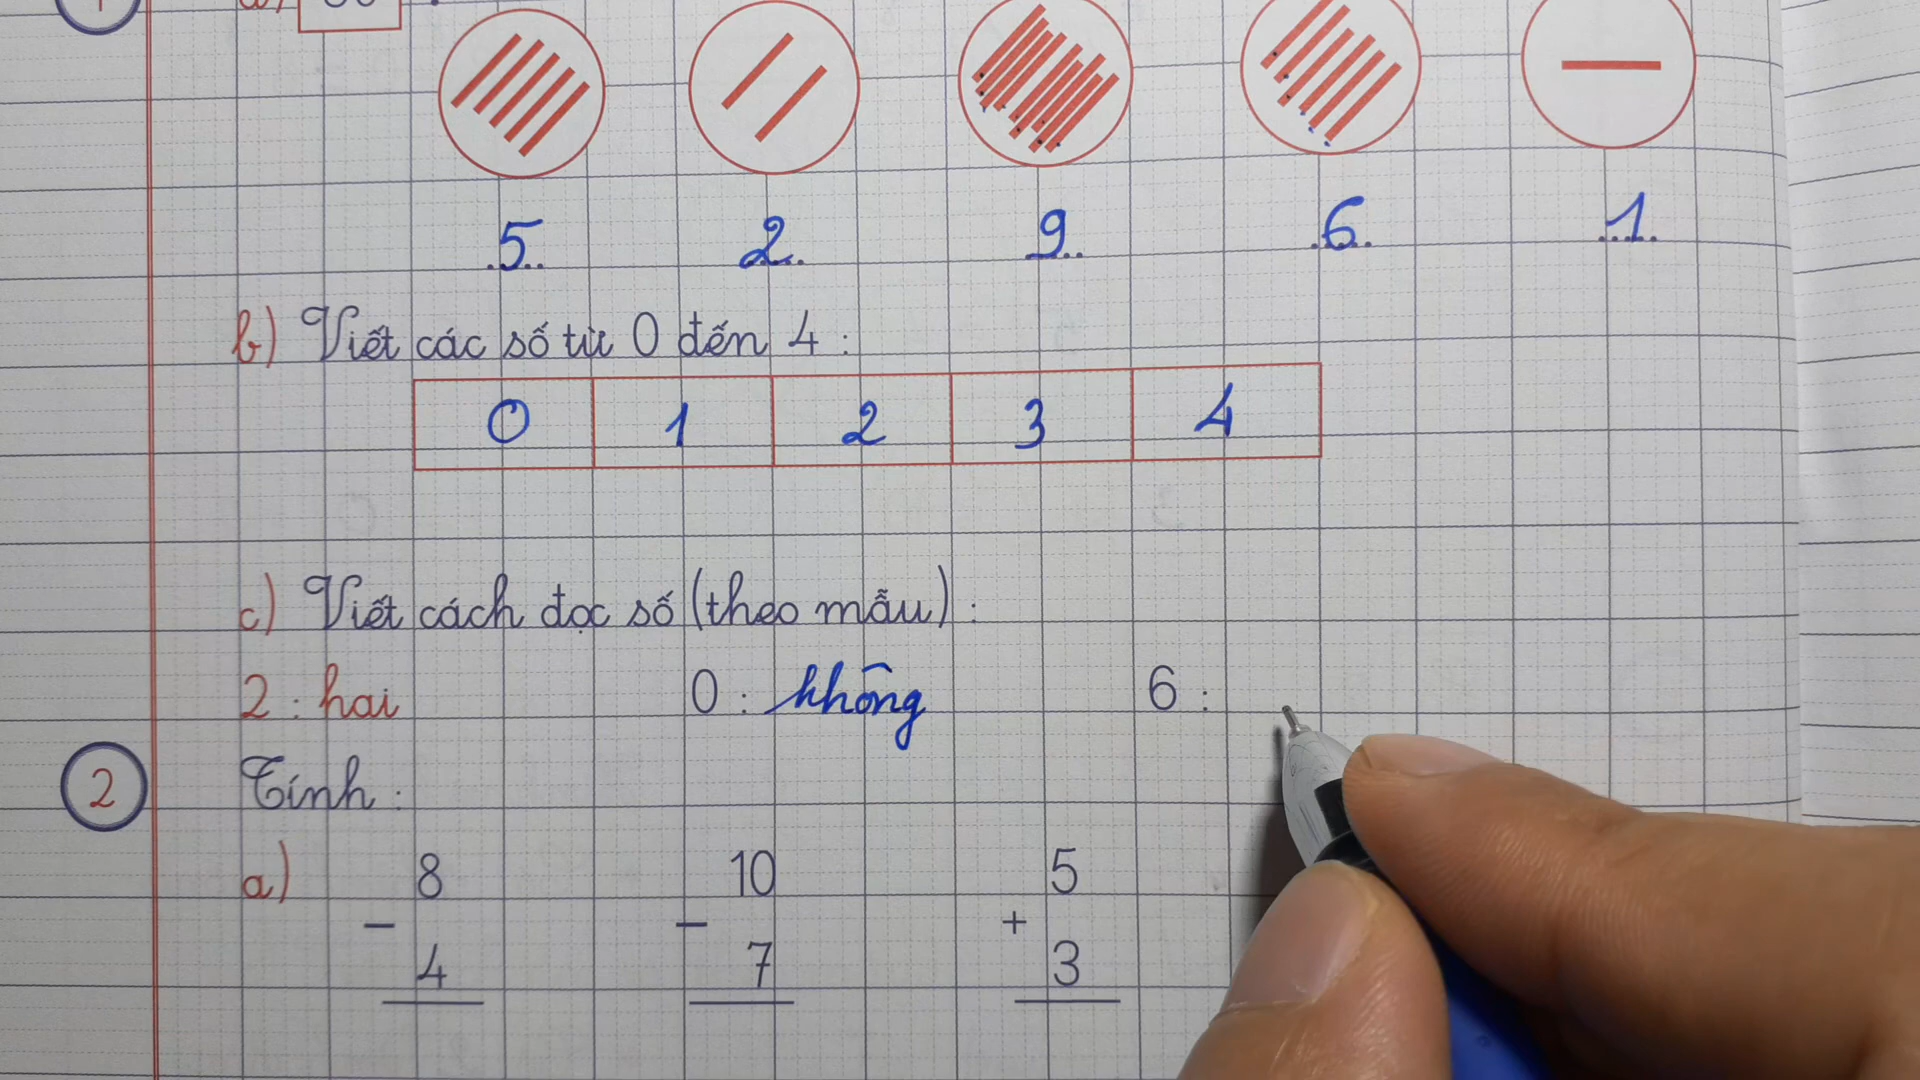 1
.5.. 2.. 9.. .6. ..1.
b) Viết các số từ 0 đến 4 :
0 1 2 3 4
c) Viết cách đọc số (theo mẫu) :
2 : hai 0 : không 6 :
2 Tính :
a) 8 10 5
− − +
4 7 3